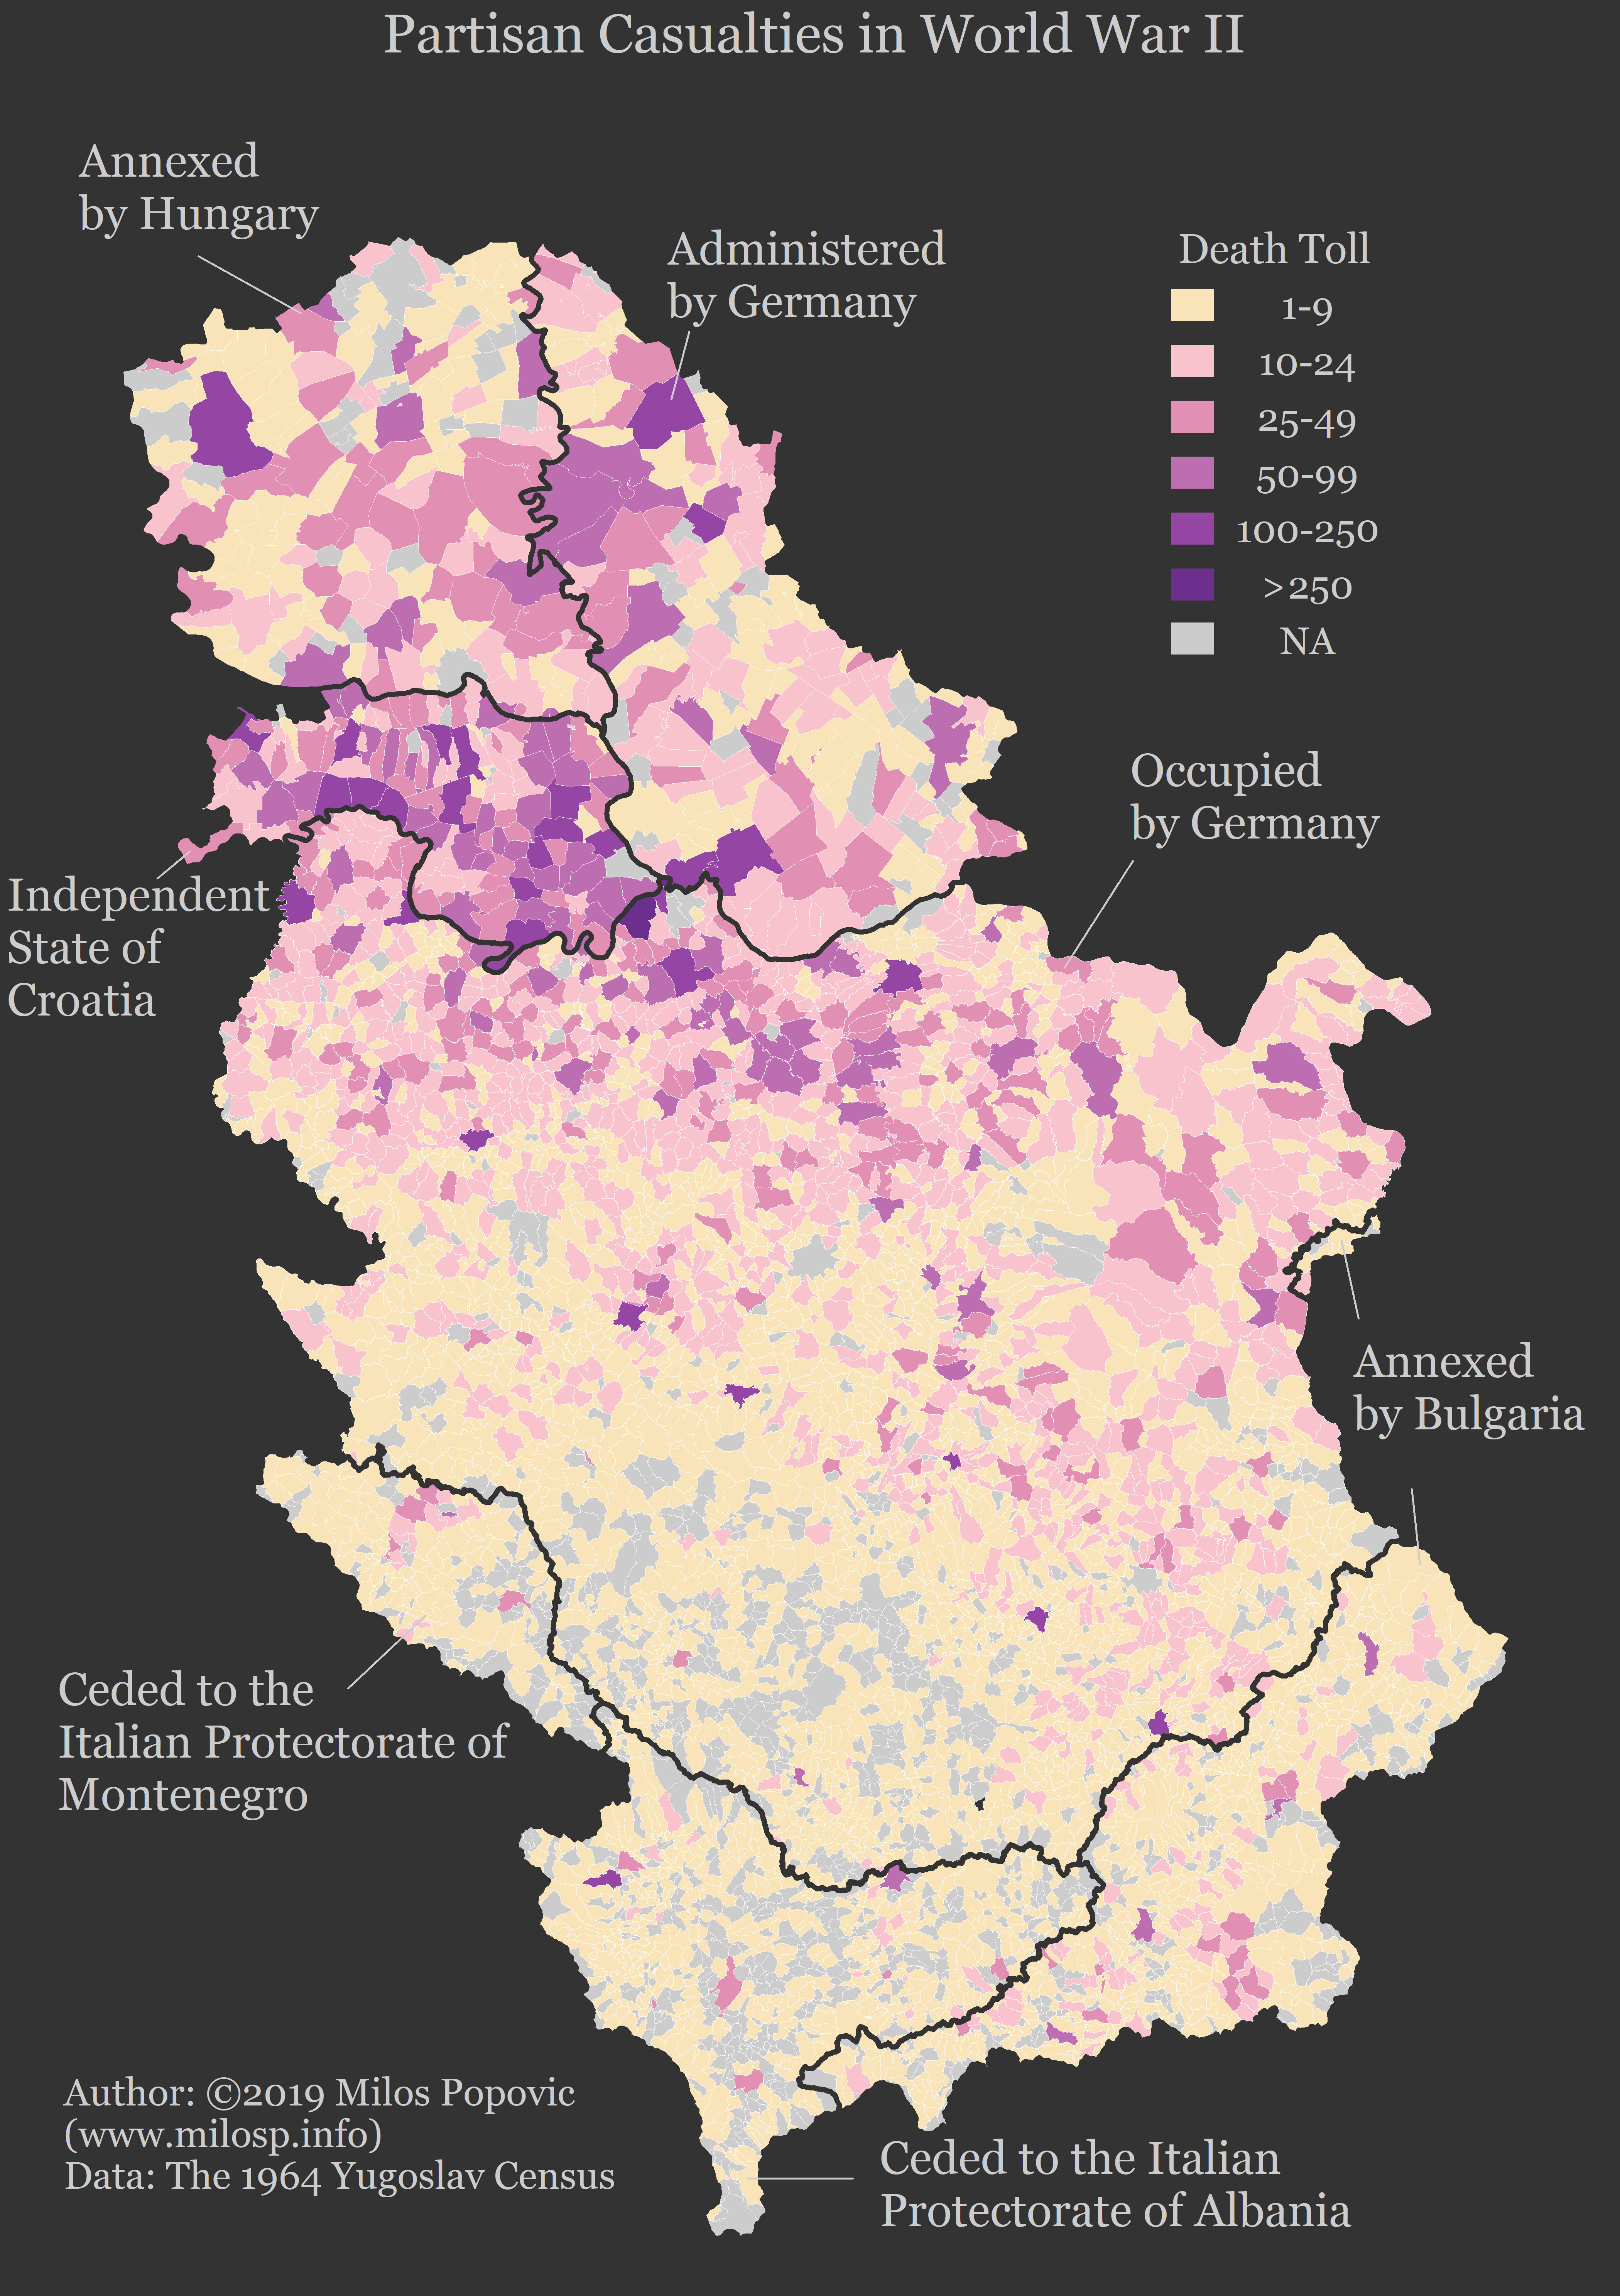 Partisan Casualties in World War II
Annexed
by Hungary
Administered
by Germany
Death Toll
1-9
10-24
25-49
50-99
100-250
>250
NA
Occupied
by Germany
Independent
State of
Croatia
Annexed
by Bulgaria
Ceded to the
Italian Protectorate of
Montenegro
Author: ©2019 Milos Popovic
(www.milosp.info)
Data: The 1964 Yugoslav Census
Ceded to the Italian
Protectorate of Albania